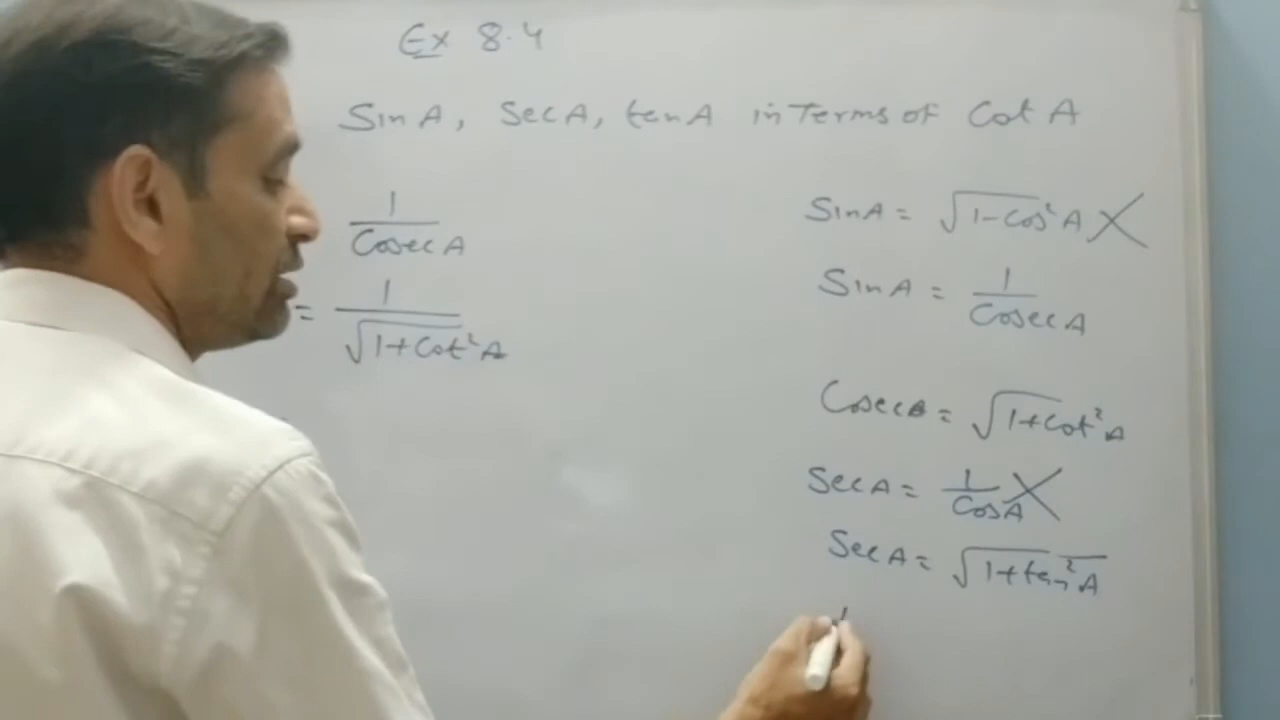 Ex 8.4
Sin A, Sec A, tan A in Terms of Cot A
1/Cosec A
= 1/√1+Cot²A
Sin A = √1-Cos²A X
Sin A = 1/Cosec A
Cosec A = √1+Cot²A
Sec A = 1/Cos A X
Sec A = √1+tan²A